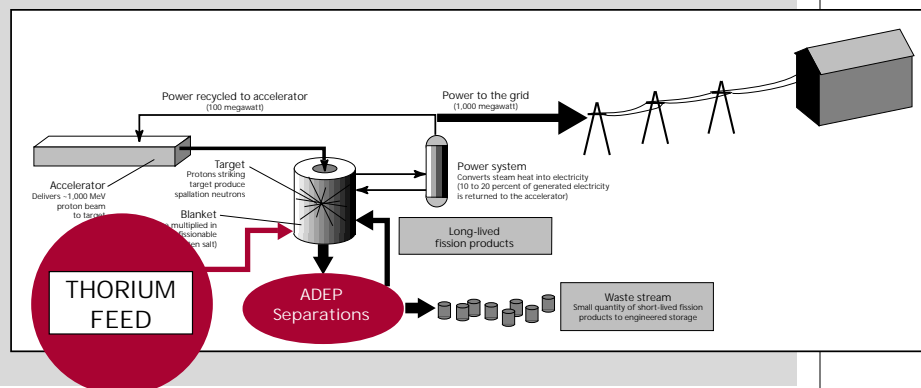 Power recycled to accelerator
(100 megawatt)
Power to the grid
(1,000 megawatt)
Accelerator
Delivers ~1,000 MeV
proton beam
to target
Target
Protons striking
target produce
spallation neutrons
Power system
Converts steam heat into electricity
(10 to 20 percent of generated electricity
is returned to the accelerator)
Blanket
multiplied in
fissionable
salt)
Long-lived
fission products
THORIUM
FEED
ADEP
Separations
Waste stream
Small quantity of short-lived fission
products to engineered storage